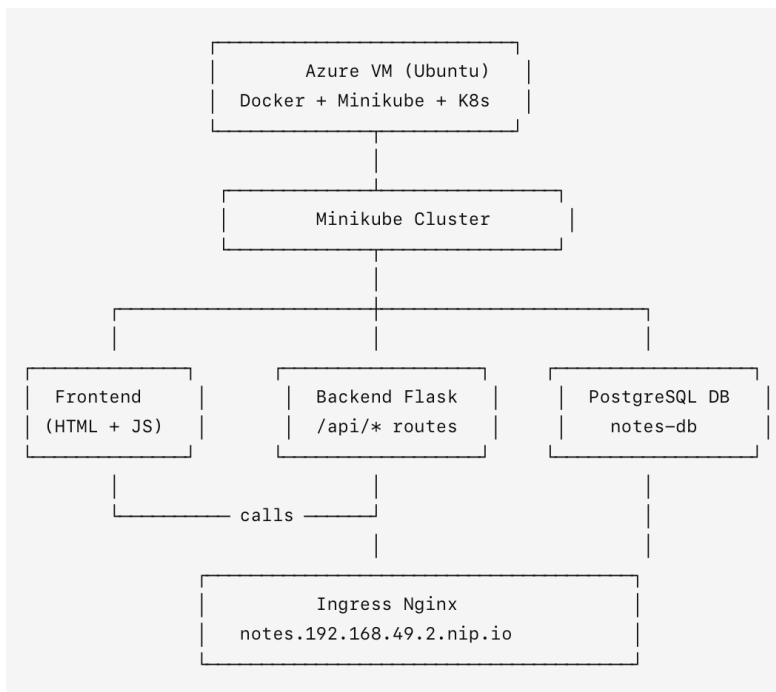 Azure VM (Ubuntu)
Docker + Minikube + K8s
Minikube Cluster
Frontend
(HTML + JS)
Backend Flask
/api/* routes
PostgreSQL DB
notes-db
calls
Ingress Nginx
notes.192.168.49.2.nip.io